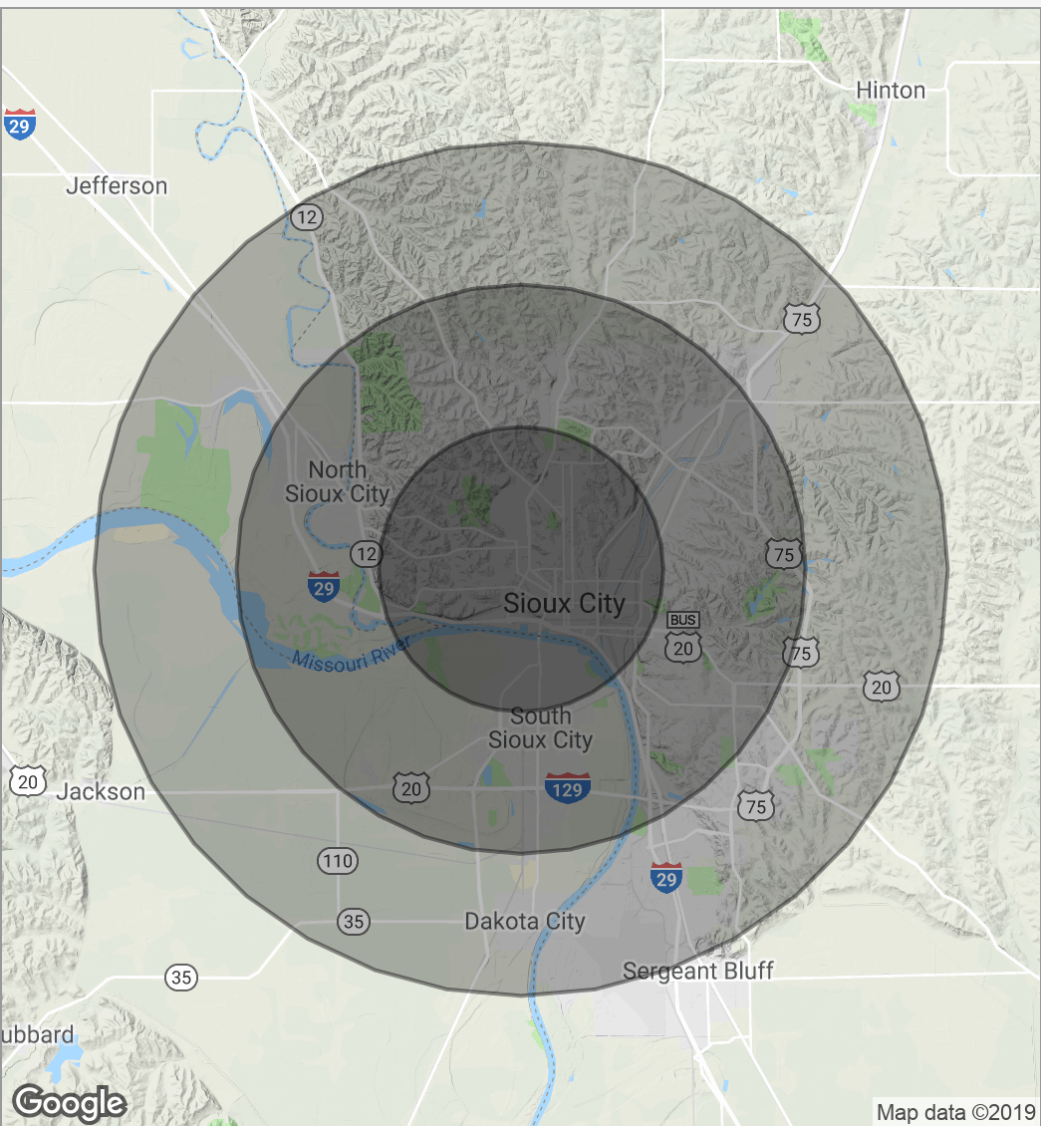 Hinton
29
Jefferson
12
75
North
Sioux City
12
75
29
Sioux City
BUS
20
Missouri River
75
20
South
Sioux City
20
Jackson
20
129
75
110
29
35
Dakota City
Sergeant Bluff
35
ubbard
Google
Map data ©2019